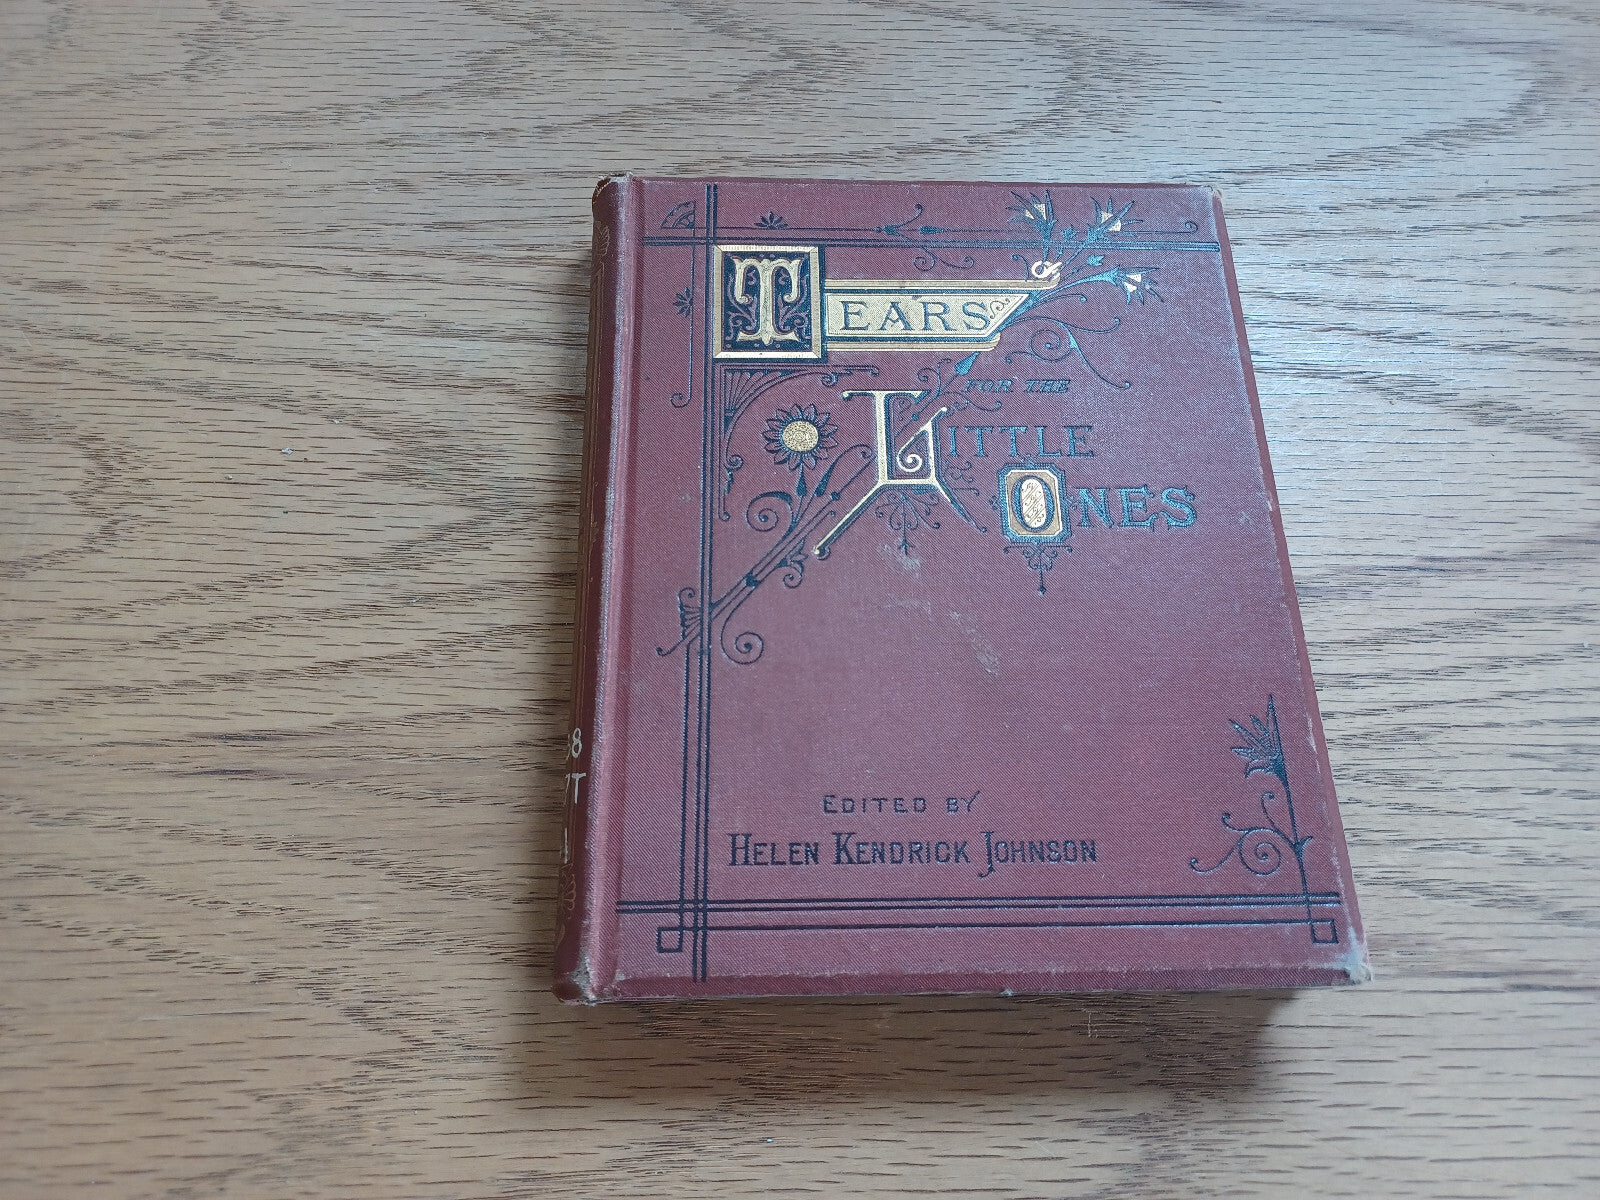 TEARS
FOR THE
LITTLE
ONES
EDITED BY
HELEN KENDRICK JOHNSON